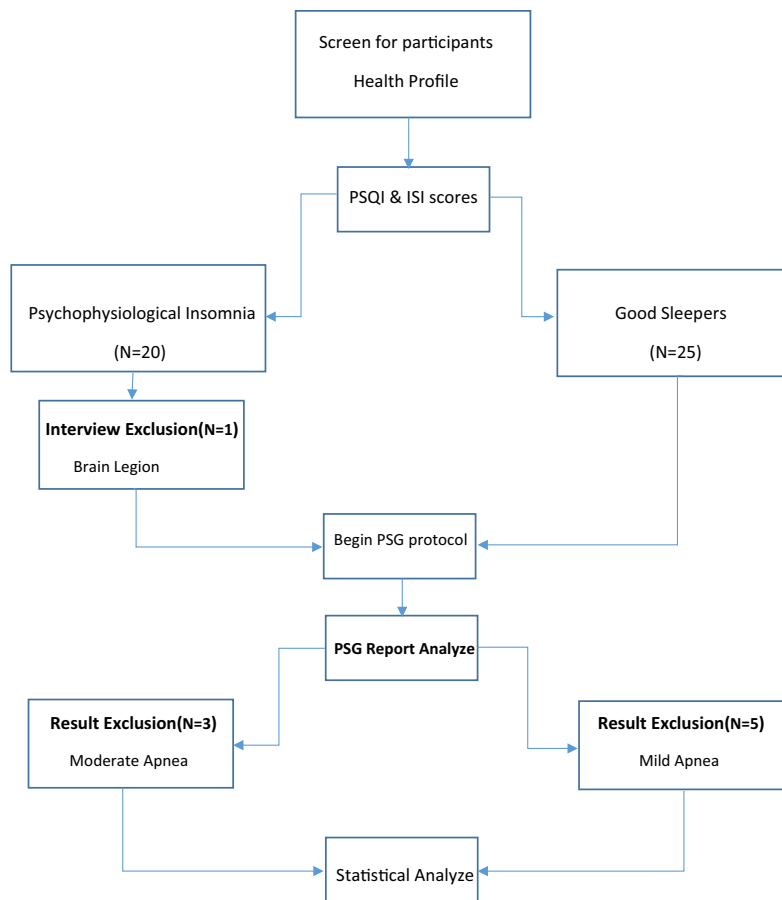 Screen for participants
Health Profile
PSQI & ISI scores
Psychophysiological Insomnia
(N=20)
Good Sleepers
(N=25)
Interview Exclusion(N=1)
Brain Legion
Begin PSG protocol
PSG Report Analyze
Result Exclusion(N=3)
Moderate Apnea
Result Exclusion(N=5)
Mild Apnea
Statistical Analyze